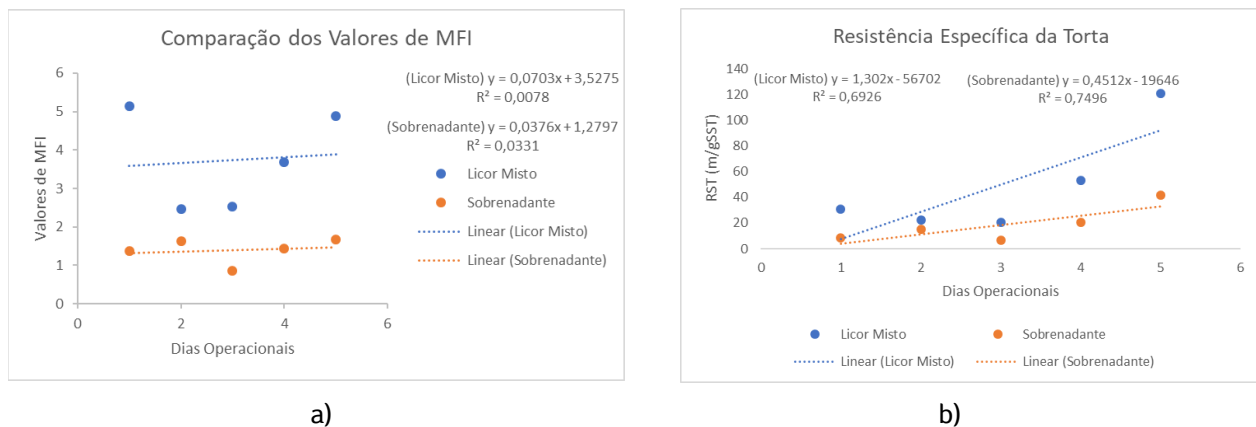 Comparação dos Valores de MFI
(Licor Misto) y = 0,0703x + 3,5275
R² = 0,0078
(Sobrenadante) y = 0,0376x + 1,2797
R² = 0,0331
Valores de MFI
6
5
4
3
2
1
0
0 2 4 6
Dias Operacionais
Licor Misto
Sobrenadante
Linear (Licor Misto)
Linear (Sobrenadante)
a)
Resistência Específica da Torta
(Licor Misto) y = 1,302x - 56702
R² = 0,6926
(Sobrenadante) y = 0,4512x - 19646
R² = 0,7496
RST (m/gSST)
140
120
100
80
60
40
20
0
0 1 2 3 4 5 6
Dias Operacionais
Licor Misto
Sobrenadante
Linear (Licor Misto)
Linear (Sobrenadante)
b)